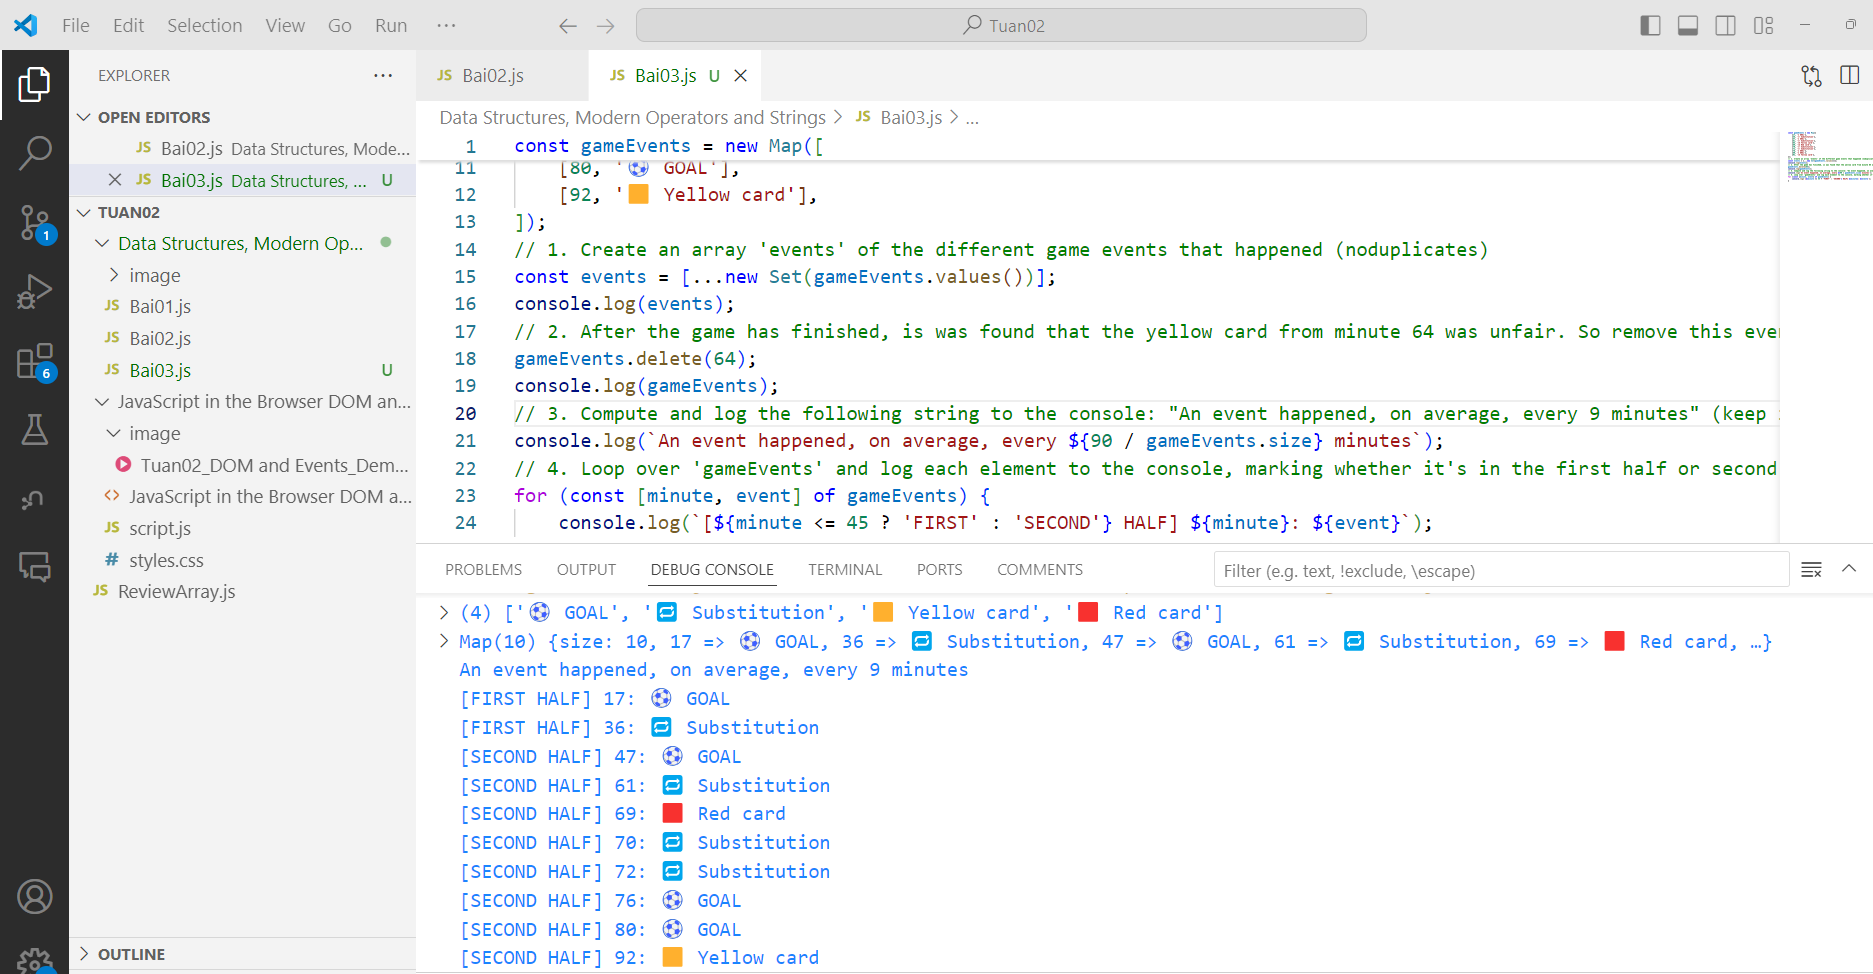 File Edit Selection View Go Run ···
Tuan02
EXPLORER ···
OPEN EDITORS
JS Bai02.js Data Structures, Mode...
JS Bai03.js Data Structures, ... U
TUAN02
Data Structures, Modern Op...
image
JS Bai01.js
JS Bai02.js
JS Bai03.js U
JavaScript in the Browser DOM an...
image
Tuan02_DOM and Events_Dem...
<> JavaScript in the Browser DOM a...
JS script.js
# styles.css
JS ReviewArray.js
OUTLINE
1
6
JS Bai02.js
JS Bai03.js U
Data Structures, Modern Operators and Strings > JS Bai03.js > ...
1 const gameEvents = new Map([
11 [80, '⚽ GOAL'],
12 [92, '🟨 Yellow card'],
13 ]);
14 // 1. Create an array 'events' of the different game events that happened (noduplicates)
15 const events = [...new Set(gameEvents.values())];
16 console.log(events);
17 // 2. After the game has finished, is was found that the yellow card from minute 64 was unfair. So remove this eve
18 gameEvents.delete(64);
19 console.log(gameEvents);
20 // 3. Compute and log the following string to the console: "An event happened, on average, every 9 minutes" (keep
21 console.log(`An event happened, on average, every ${90 / gameEvents.size} minutes`);
22 // 4. Loop over 'gameEvents' and log each element to the console, marking whether it's in the first half or second
23 for (const [minute, event] of gameEvents) {
24 console.log(`[${minute <= 45 ? 'FIRST' : 'SECOND'} HALF] ${minute}: ${event}`);
PROBLEMS OUTPUT DEBUG CONSOLE TERMINAL PORTS COMMENTS
Filter (e.g. text, !exclude, \escape)
> (4) ['⚽ GOAL', '🔁 Substitution', '🟨 Yellow card', '🟥 Red card']
> Map(10) {size: 10, 17 => ⚽ GOAL, 36 => 🔁 Substitution, 47 => ⚽ GOAL, 61 => 🔁 Substitution, 69 => 🟥 Red card, …}
An event happened, on average, every 9 minutes
[FIRST HALF] 17: ⚽ GOAL
[FIRST HALF] 36: 🔁 Substitution
[SECOND HALF] 47: ⚽ GOAL
[SECOND HALF] 61: 🔁 Substitution
[SECOND HALF] 69: 🟥 Red card
[SECOND HALF] 70: 🔁 Substitution
[SECOND HALF] 72: 🔁 Substitution
[SECOND HALF] 76: ⚽ GOAL
[SECOND HALF] 80: ⚽ GOAL
[SECOND HALF] 92: 🟨 Yellow card